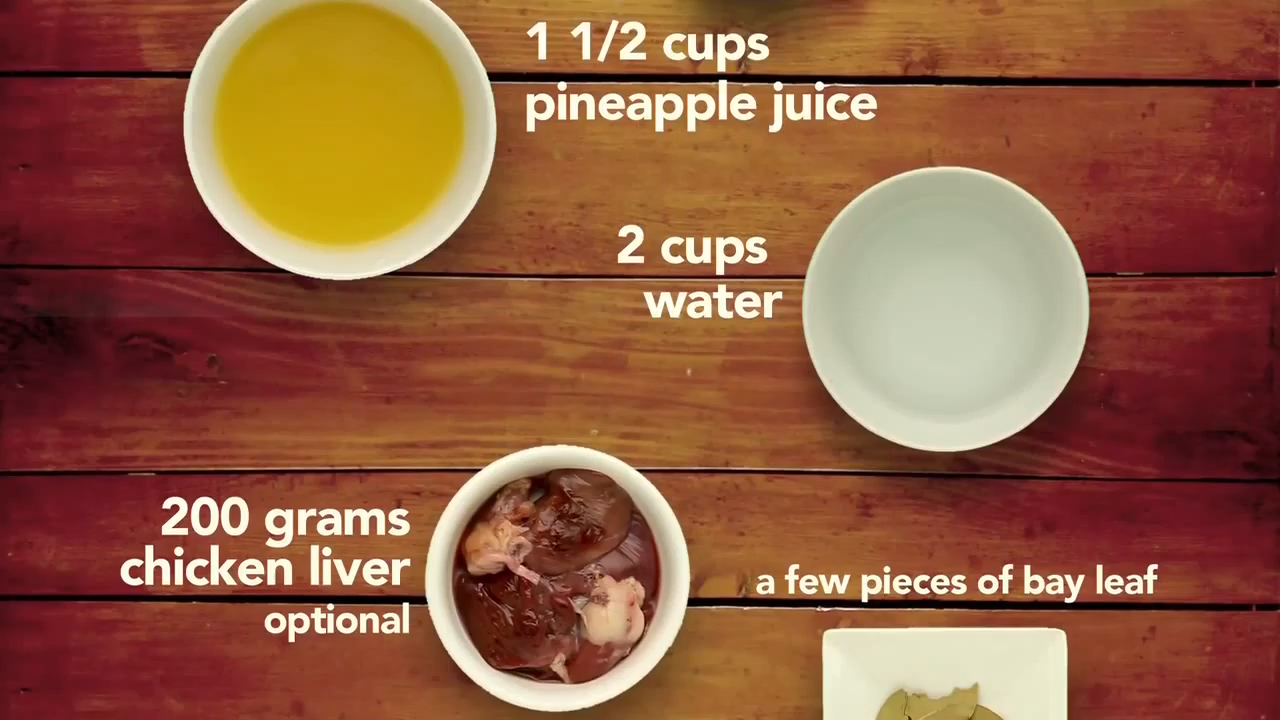 1 1/2 cups
pineapple juice
2 cups
water
200 grams
chicken liver
optional
a few pieces of bay leaf